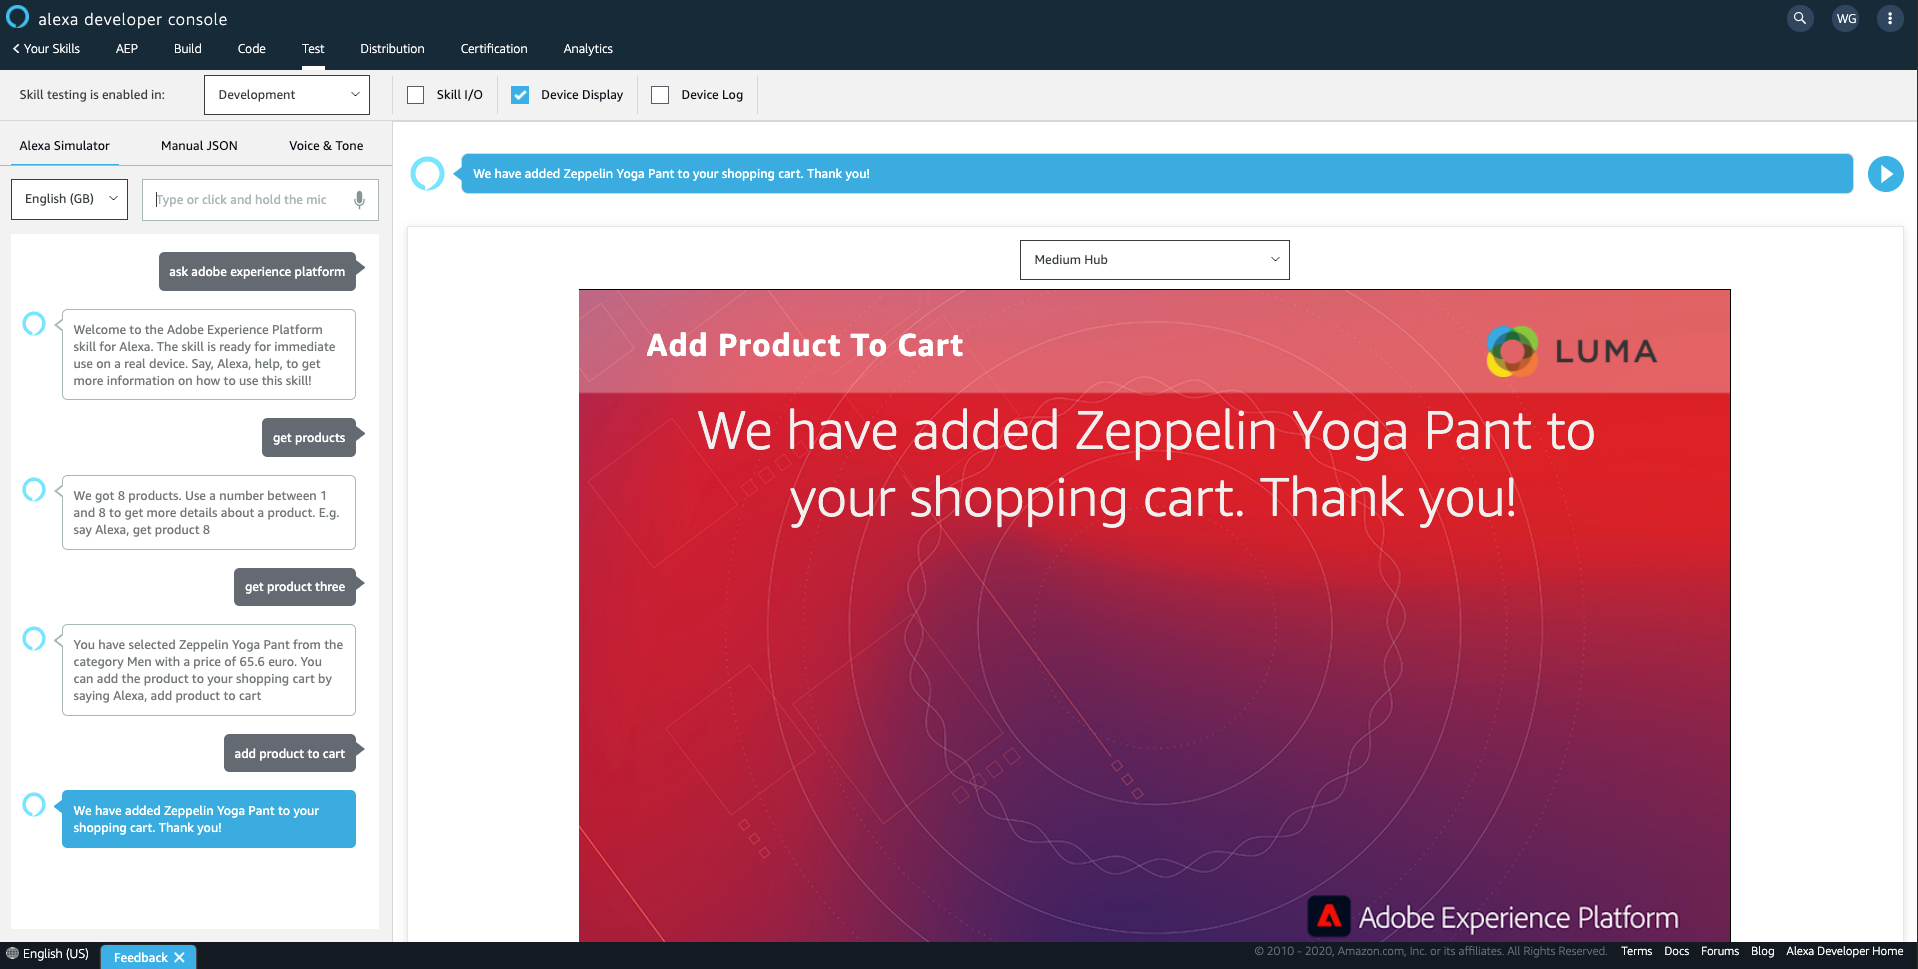 alexa developer console
WG
Your Skills
AEP
Build
Code
Test
Distribution
Certification
Analytics
Skill testing is enabled in:
Development
Skill I/O
Device Display
Device Log
Alexa Simulator
Manual JSON
Voice & Tone
English (GB)
Type or click and hold the mic
ask adobe experience platform
Welcome to the Adobe Experience Platform
skill for Alexa. The skill is ready for immediate
use on a real device. Say, Alexa, help, to get
more information on how to use this skill!
get products
We got 8 products. Use a number between 1
and 8 to get more details about a product. E.g.
say Alexa, get product 8
get product three
You have selected Zeppelin Yoga Pant from the
category Men with a price of 65.6 euro. You
can add the product to your shopping cart by
saying Alexa, add product to cart
add product to cart
We have added Zeppelin Yoga Pant to your
shopping cart. Thank you!
We have added Zeppelin Yoga Pant to your shopping cart. Thank you!
Medium Hub
Add Product To Cart
LUMA
We have added Zeppelin Yoga Pant to
your shopping cart. Thank you!
Adobe Experience Platform
English (US)
Feedback
© 2010 - 2020, Amazon.com, Inc. or its affiliates. All Rights Reserved.
Terms
Docs
Forums
Blog
Alexa Developer Home